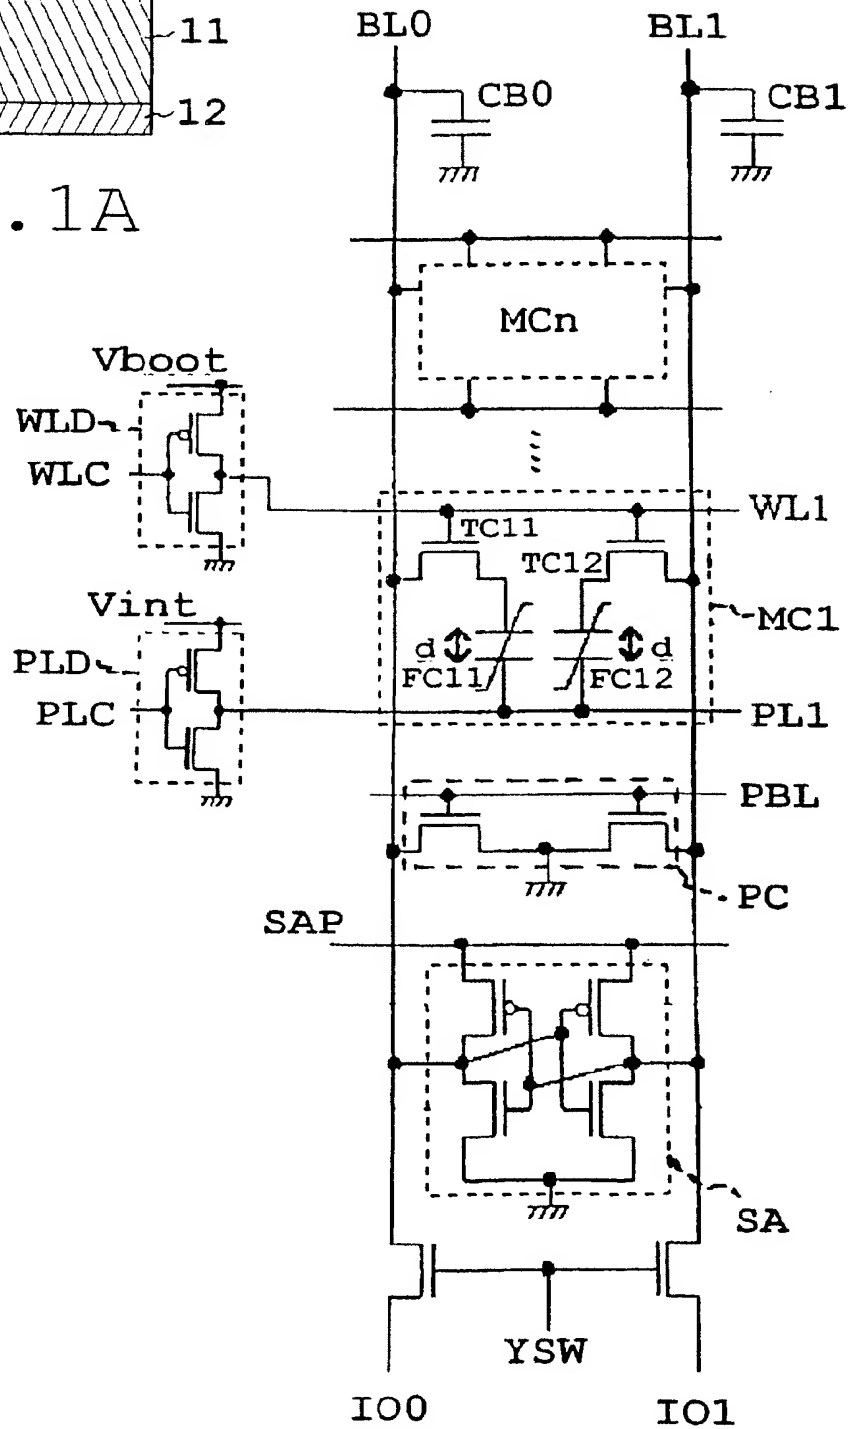 11
12
.1A
BL0
BL1
CB0
CB1
MCn
Vboot
WLD
WLC
WL1
TC11
TC12
Vint
MC1
d
d
PLD
FC11
FC12
PLC
PL1
PBL
PC
SAP
SA
YSW
IO0
IO1